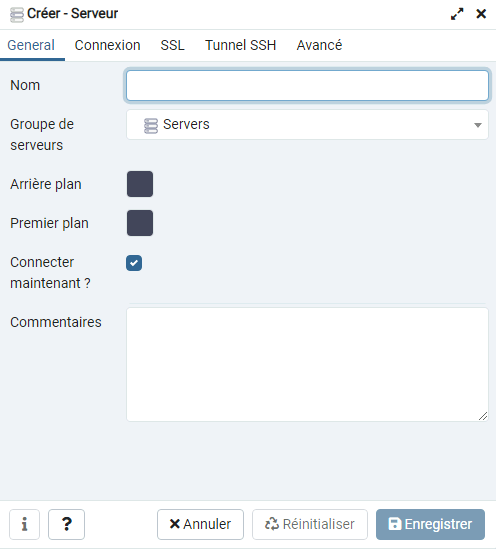 Créer - Serveur
General Connexion SSL Tunnel SSH Avancé
Nom
Groupe de
serveurs
Servers
Arrière plan
Premier plan
Connecter
maintenant ?
Commentaires
i ? Annuler Réinitialiser Enregistrer